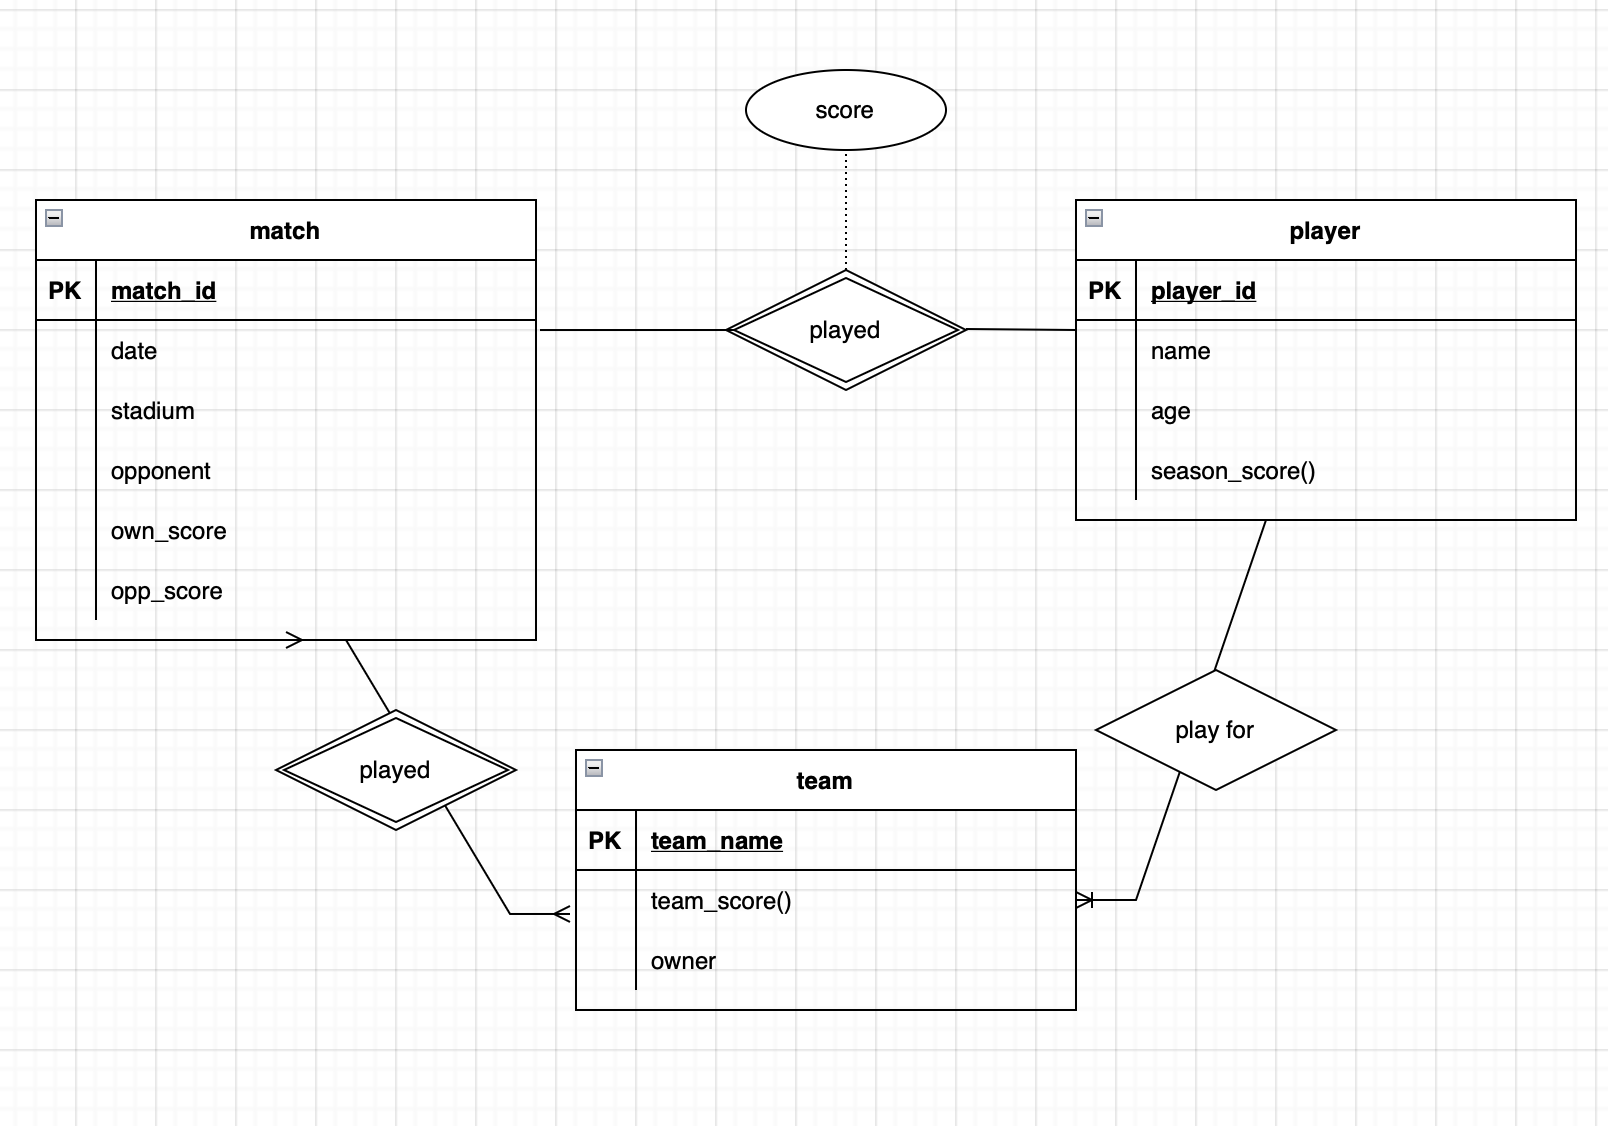 score
match
PK match_id
date
stadium
opponent
own_score
opp_score
played
player
PK player_id
name
age
season_score()
played
play for
team
PK team_name
team_score()
owner